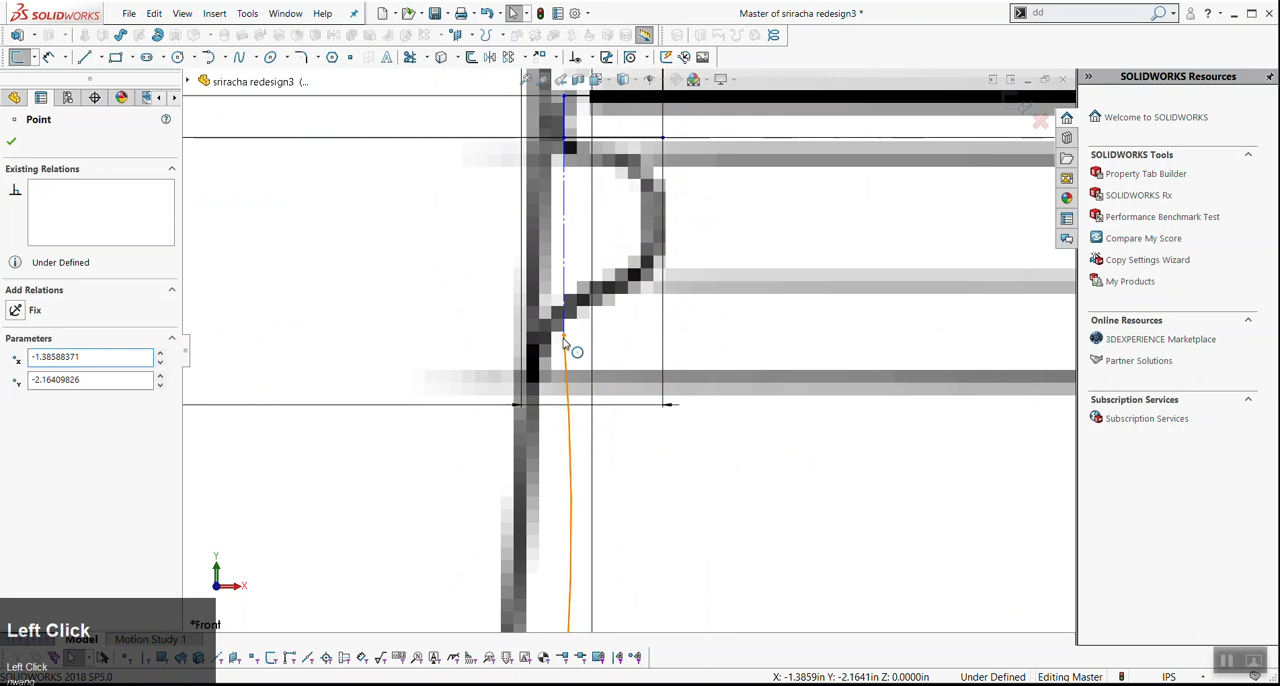 SOLIDWORKS
File
Edit
View
Insert
Tools
Window
Help
Master of sriracha redesign3 *
dd
?
sriracha redesign3 (...
Point
Existing Relations
Under Defined
Add Relations
Fix
Parameters
-1.38588371
-2.16409826
SOLIDWORKS Resources
Welcome to SOLIDWORKS
SOLIDWORKS Tools
Property Tab Builder
SOLIDWORKS Rx
Performance Benchmark Test
Compare My Score
Copy Settings Wizard
My Products
Online Resources
3DEXPERIENCE Marketplace
Partner Solutions
Subscription Services
Subscription Services
Y
X
*Front
Left Click
Model
Motion Study 1
Left Click
SOLIDWORKS 2018 SP5.0
X: -1.3859in Y: -2.1641in Z: 0.0000in
Under Defined
Editing Master
IPS